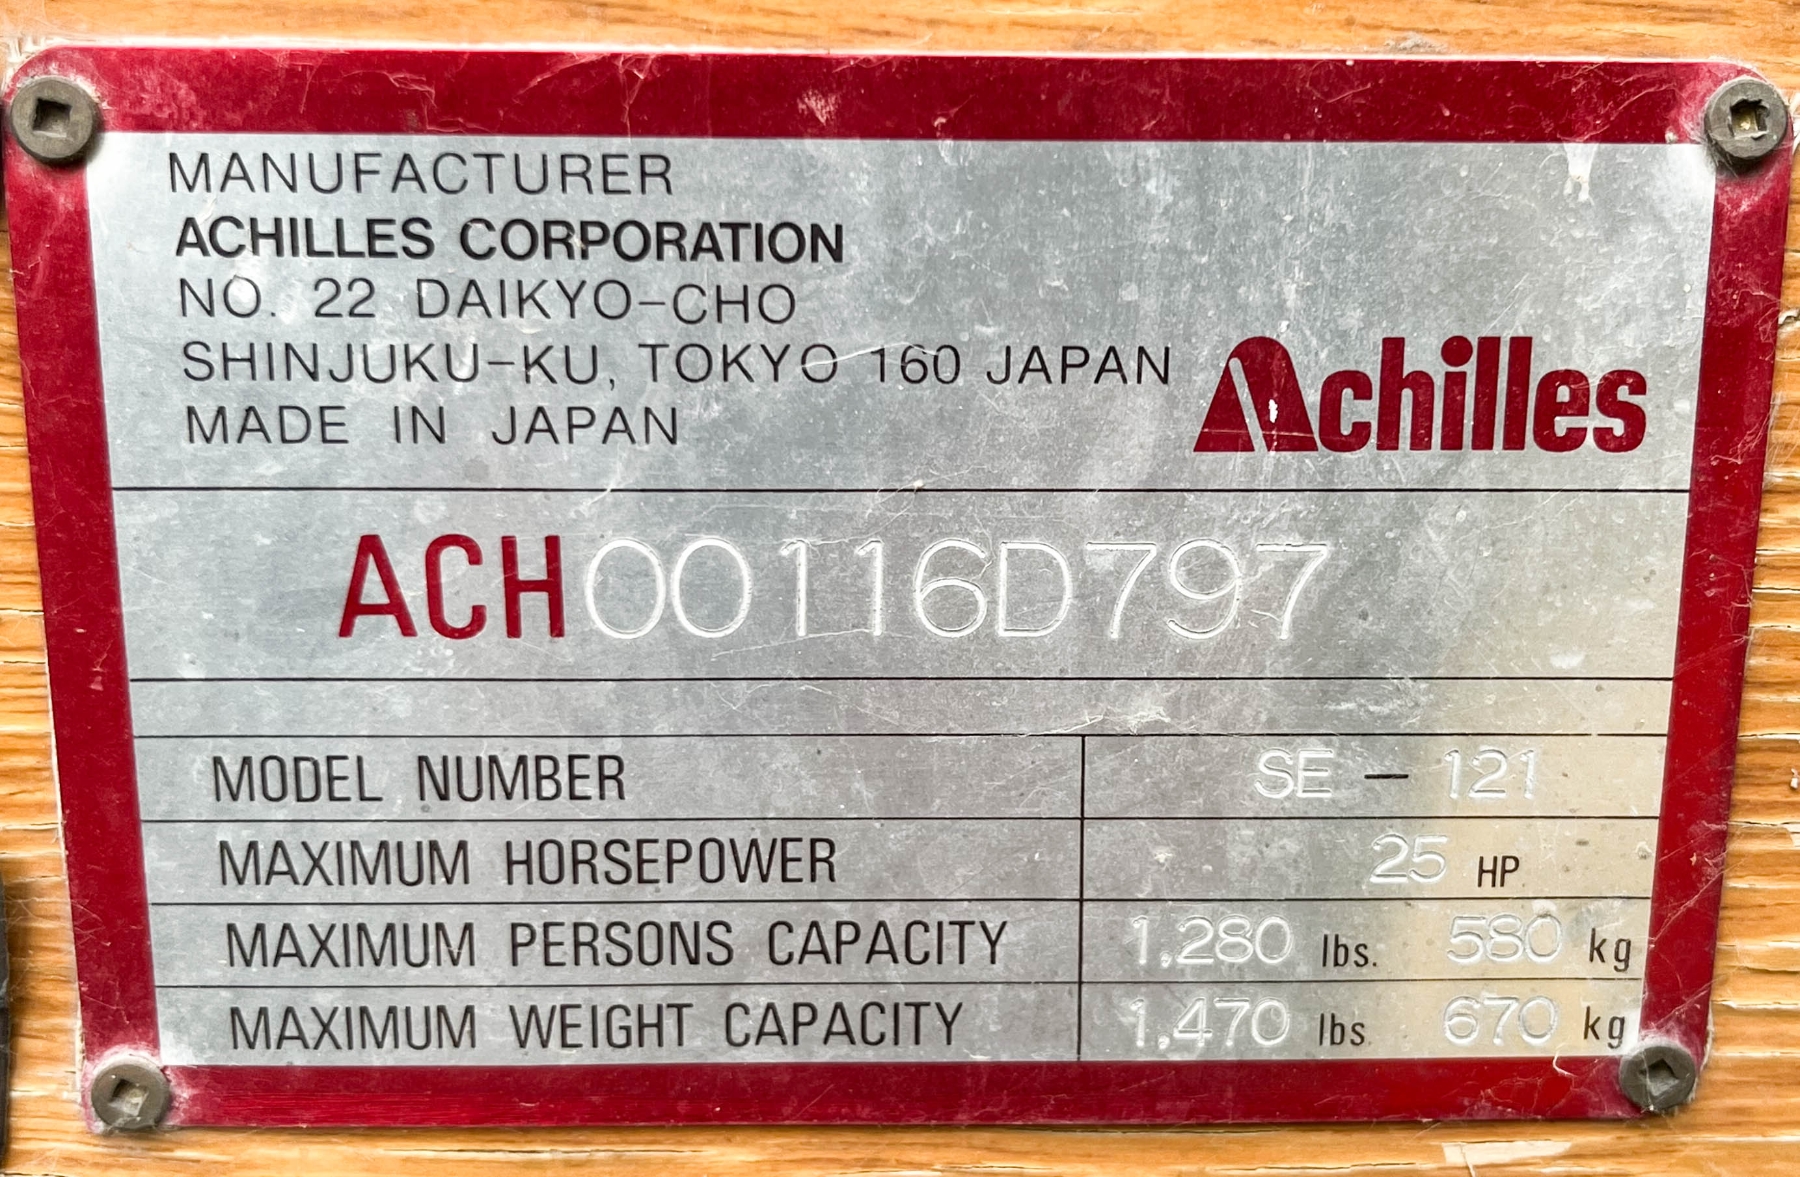 MANUFACTURER
ACHILLES CORPORATION
NO. 22 DAIKYO-CHO
SHINJUKU-KU, TOKYO 160 JAPAN
MADE IN JAPAN
Achilles
ACH00116D797
MODEL NUMBER SE - 121
MAXIMUM HORSEPOWER 25 HP
MAXIMUM PERSONS CAPACITY 1.280 lbs. 580 kg
MAXIMUM WEIGHT CAPACITY 1.470 lbs. 670 kg